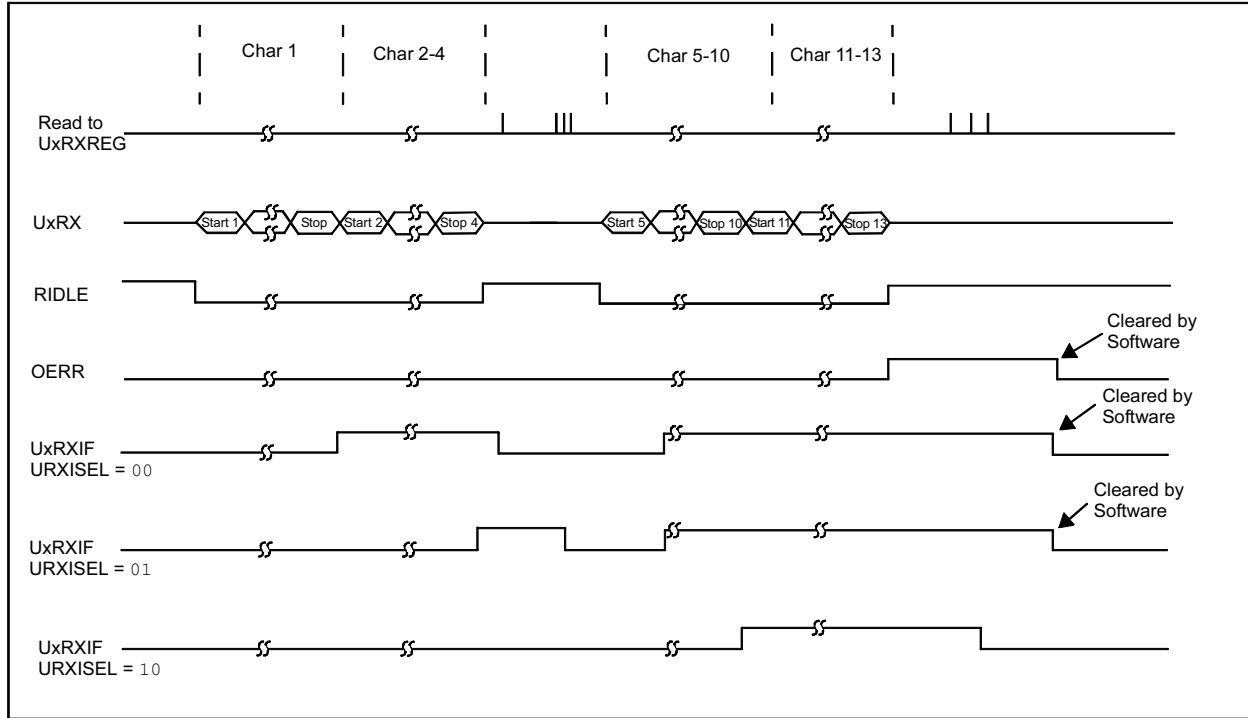 Char 1
Char 2-4
Char 5-10
Char 11-13
Read to
UxRXREG
UxRX
Start 1
Stop
Start 2
Stop 4
Start 5
Stop 10
Start 11
Stop 13
RIDLE
Cleared by
Software
OERR
Cleared by
Software
UxRXIF
URXISEL = 00
Cleared by
Software
UxRXIF
URXISEL = 01
UxRXIF
URXISEL = 10